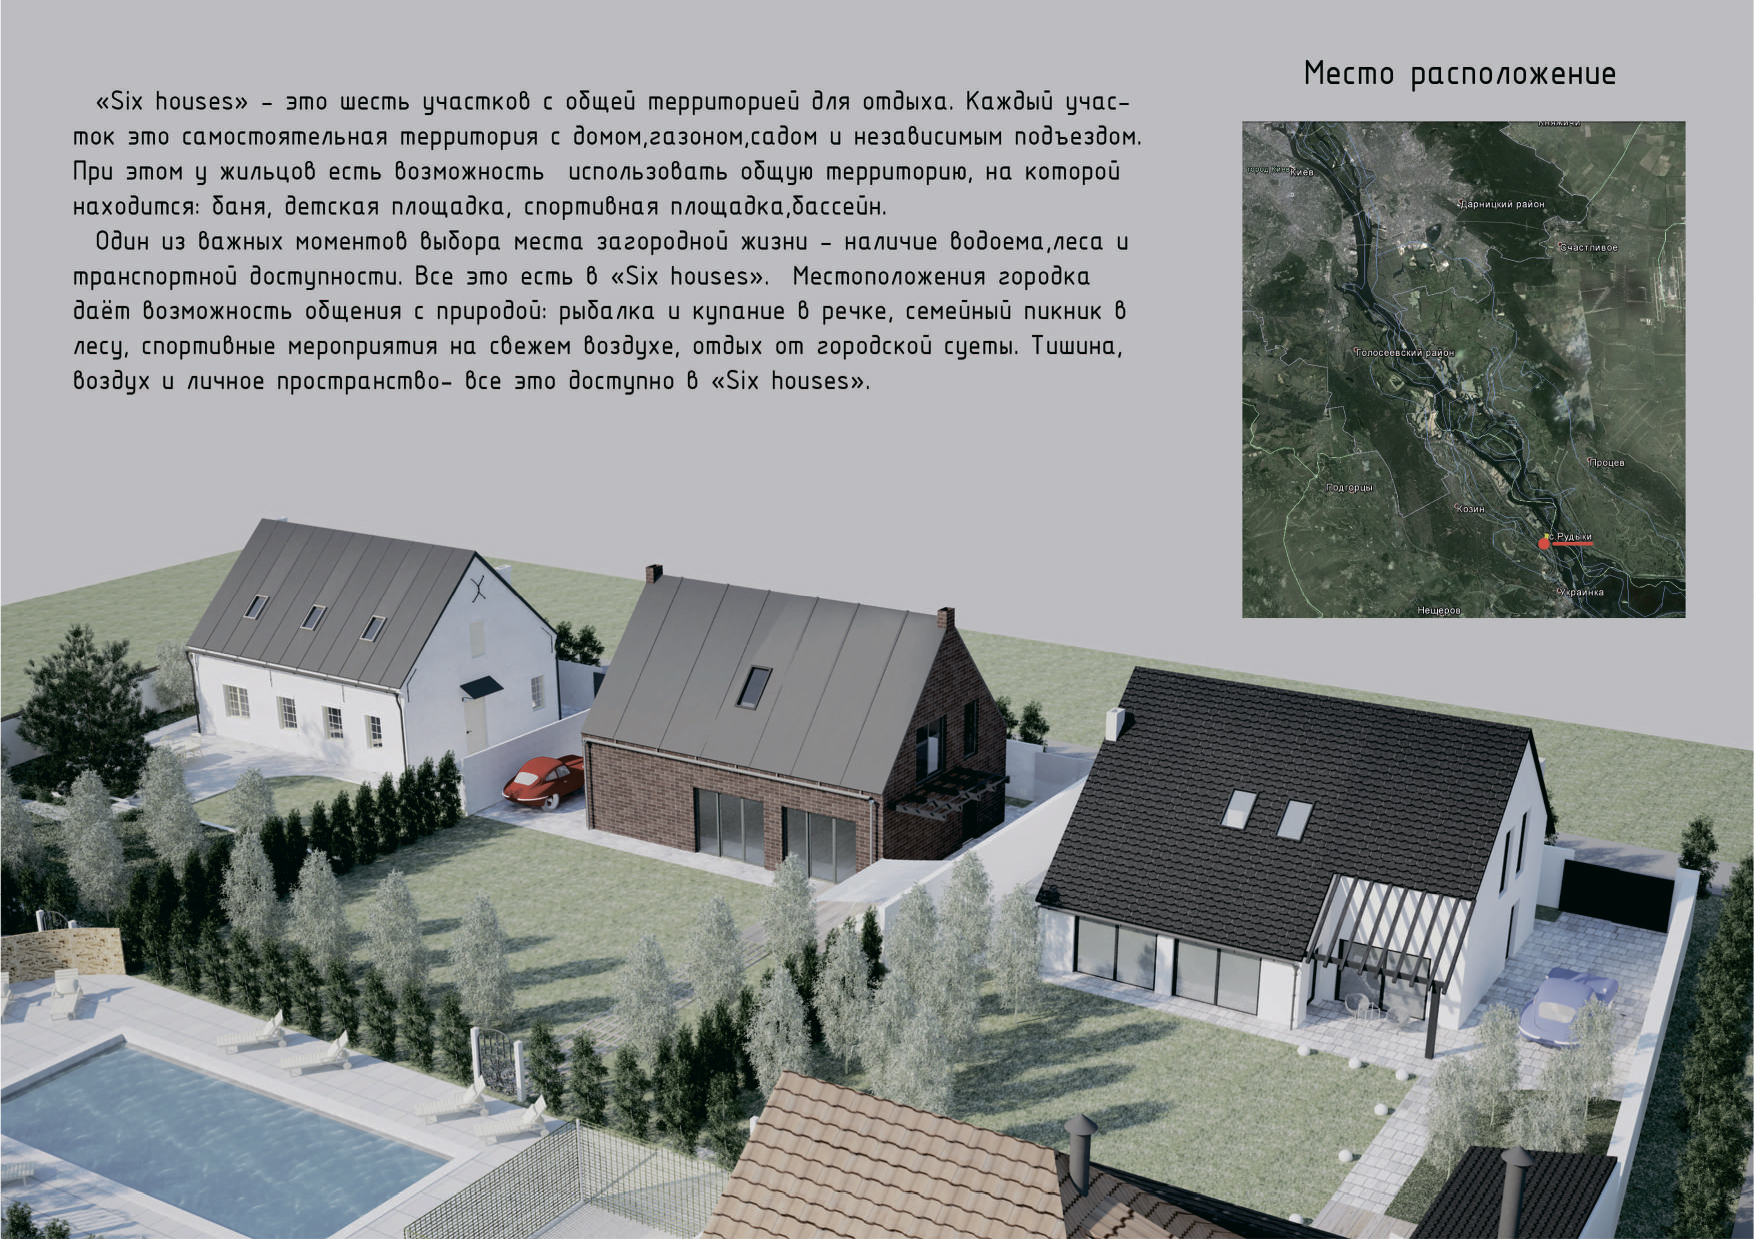 «Six houses» – это шесть участков с общей территорией для отдыха. Каждый учас-
ток это самостоятельная территория с домом,газоном,садом и независимым подъездом.
При этом у жильцов есть возможность  использовать общую территорию, на которой
находится: баня, детская площадка, спортивная площадка,бассейн.
Один из важных моментов выбора места загородной жизни – наличие водоема,леса и
транспортной доступности. Все это есть в «Six houses».  Местоположения городка
даёт возможность общения с природой: рыбалка и купание в речке, семейный пикник в
лесу, спортивные мероприятия на свежем воздухе, отдых от городской суеты. Тишина,
воздух и личное пространство– все это доступно в «Six houses».
Место расположение
Княжичи
город Киев
Киев
Дарницкий район
Счастливое
Голосеевский район
Процев
Подгорцы
Козин
с.Рудыки
Украинка
Нещеров